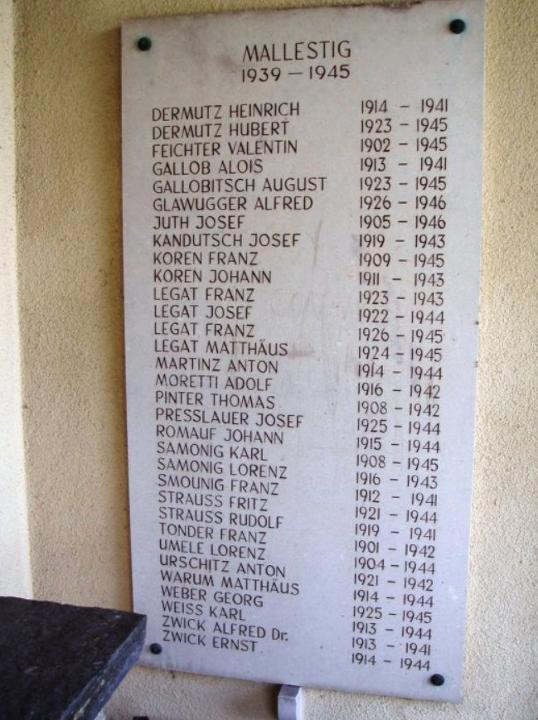 MALLESTIG
1939 – 1945
DERMUTZ HEINRICH 1914 – 1941
DERMUTZ HUBERT 1923 – 1945
FEICHTER VALENTIN 1902 – 1945
GALLOB ALOIS 1913 – 1941
GALLOBITSCH AUGUST 1923 – 1945
GLAWUGGER ALFRED 1926 – 1946
JUTH JOSEF 1905 – 1946
KANDUTSCH JOSEF 1919 – 1943
KOREN FRANZ 1909 – 1945
KOREN JOHANN 1911 – 1943
LEGAT FRANZ 1923 – 1943
LEGAT JOSEF 1922 – 1944
LEGAT FRANZ 1926 – 1945
LEGAT MATTHÄUS 1924 – 1945
MARTINZ ANTON 1914 – 1944
MORETTI ADOLF 1916 – 1942
PINTER THOMAS 1908 – 1942
PRESSLAUER JOSEF 1925 – 1944
ROMAUF JOHANN 1915 – 1944
SAMONIG KARL 1908 – 1945
SAMONIG LORENZ 1916 – 1943
SMOUNIG FRANZ 1912 – 1941
STRAUSS FRITZ 1921 – 1944
STRAUSS RUDOLF 1919 – 1941
TONDER FRANZ 1901 – 1942
UMELE LORENZ 1904 – 1944
URSCHITZ ANTON 1921 – 1942
WARUM MATTHÄUS 1914 – 1944
WEBER GEORG 1925 – 1945
WEISS KARL 1913 – 1944
ZWICK ALFRED Dr. 1913 – 1941
ZWICK ERNST 1914 – 1944